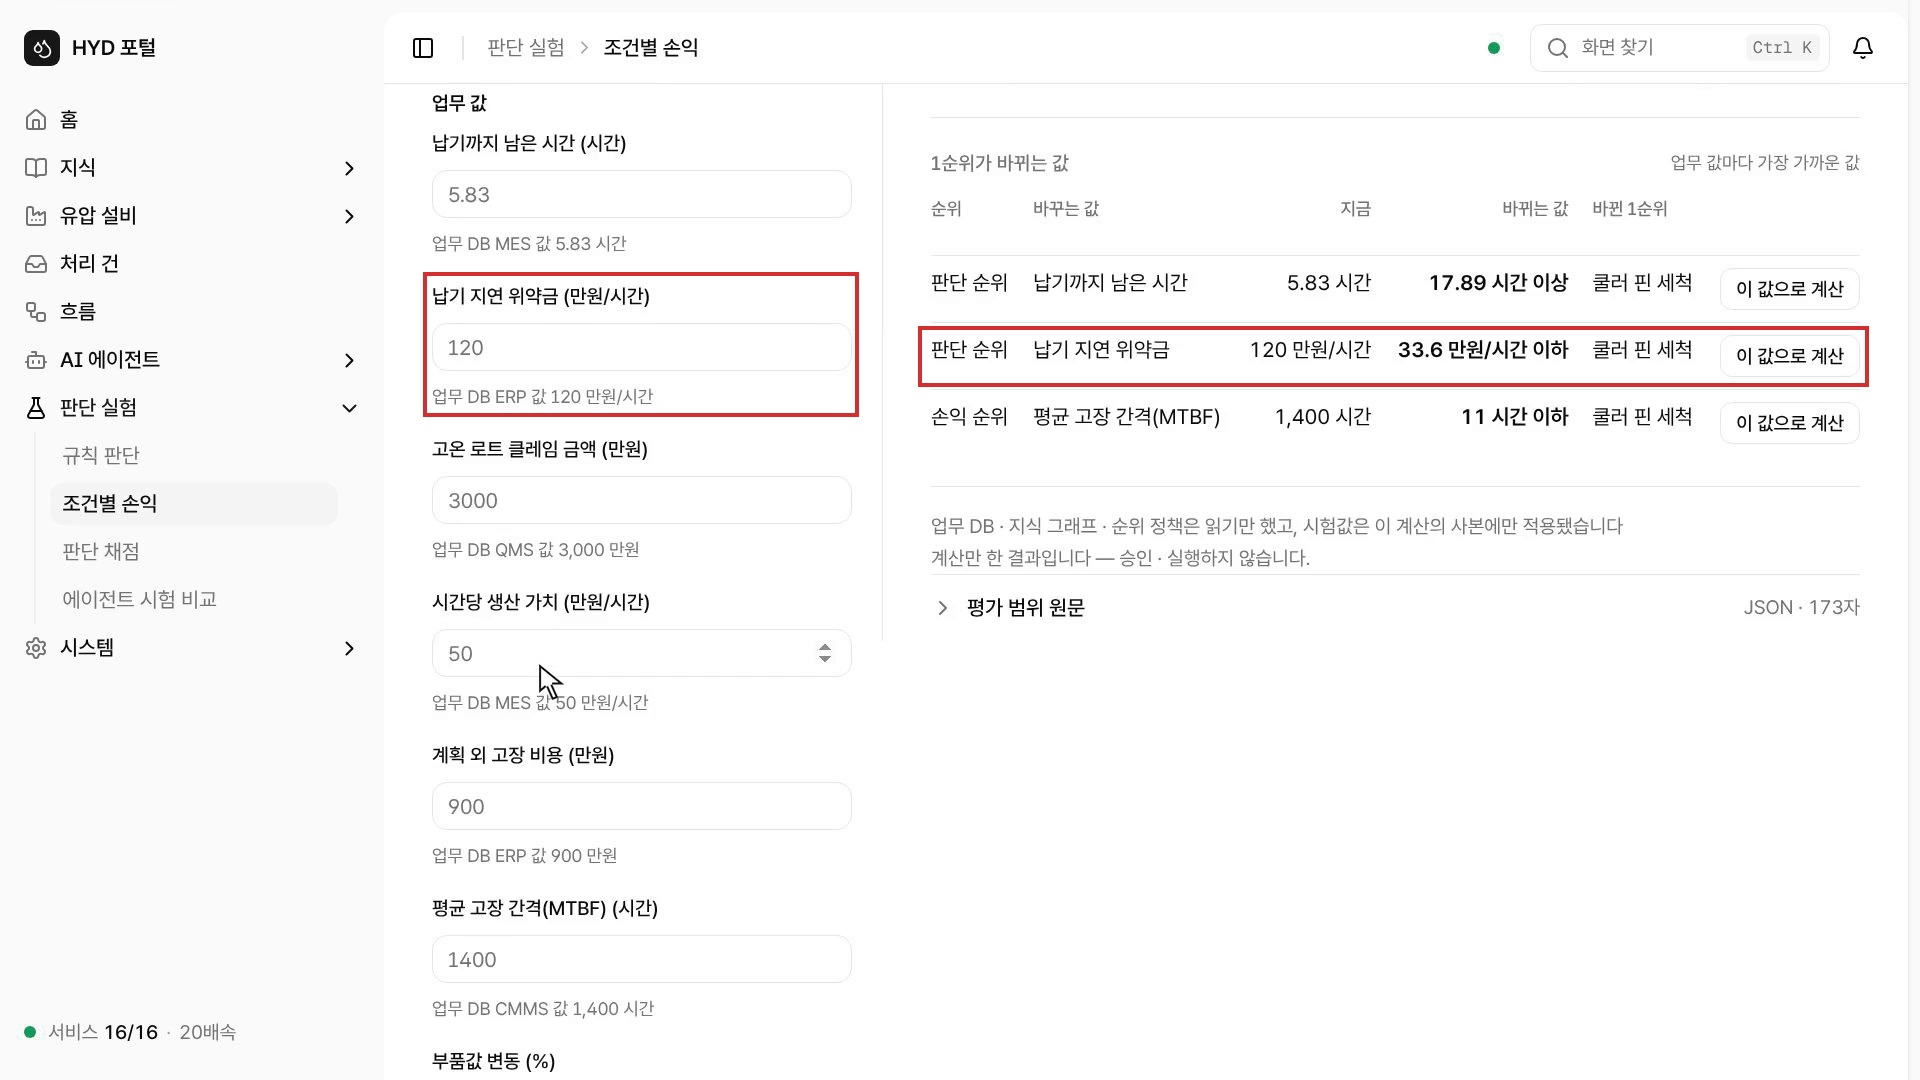 HYD 포털
홈
지식
유압 설비
처리 건
흐름
AI 에이전트
판단 실험
규칙 판단
조건별 손익
판단 채점
에이전트 시험 비교
시스템
서비스 16/16 · 20배속
판단 실험 > 조건별 손익
화면 찾기 Ctrl K
업무 값
납기까지 남은 시간 (시간)
5.83
업무 DB MES 값 5.83 시간
납기 지연 위약금 (만원/시간)
120
업무 DB ERP 값 120 만원/시간
고온 로트 클레임 금액 (만원)
3000
업무 DB QMS 값 3,000 만원
시간당 생산 가치 (만원/시간)
50
업무 DB MES 값 50 만원/시간
계획 외 고장 비용 (만원)
900
업무 DB ERP 값 900 만원
평균 고장 간격(MTBF) (시간)
1400
업무 DB CMMS 값 1,400 시간
부품값 변동 (%)
1순위가 바뀌는 값 업무 값마다 가장 가까운 값
순위 바꾸는 값 지금 바뀌는 값 바뀐 1순위
판단 순위 납기까지 남은 시간 5.83 시간 17.89 시간 이상 쿨러 핀 세척 이 값으로 계산
판단 순위 납기 지연 위약금 120 만원/시간 33.6 만원/시간 이하 쿨러 핀 세척 이 값으로 계산
손익 순위 평균 고장 간격(MTBF) 1,400 시간 11 시간 이하 쿨러 핀 세척 이 값으로 계산
업무 DB · 지식 그래프 · 순위 정책은 읽기만 했고, 시험값은 이 계산의 사본에만 적용됐습니다
계산만 한 결과입니다 — 승인 · 실행하지 않습니다.
평가 범위 원문 JSON · 173자